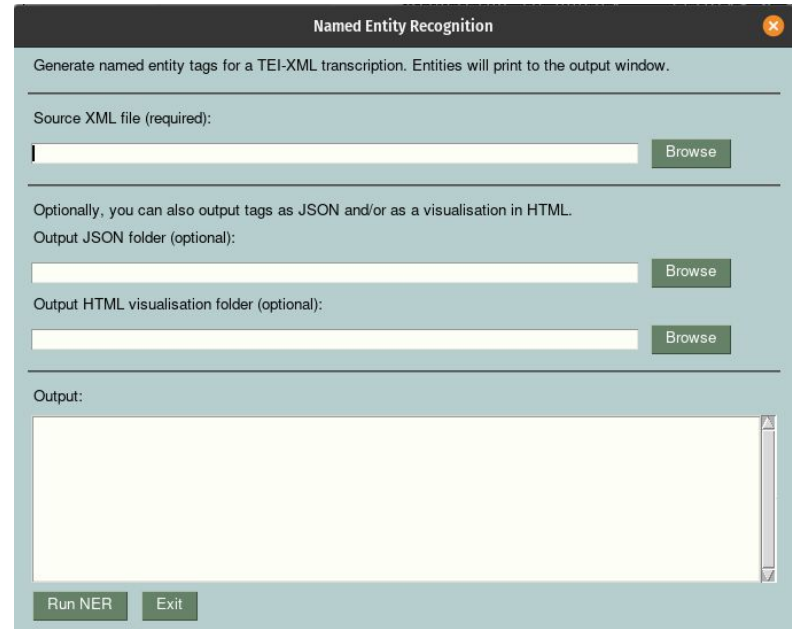 Named Entity Recognition
Generate named entity tags for a TEI-XML transcription. Entities will print to the output window.
Source XML file (required):
Browse
Optionally, you can also output tags as JSON and/or as a visualisation in HTML.
Output JSON folder (optional):
Browse
Output HTML visualisation folder (optional):
Browse
Output:
Run NER Exit